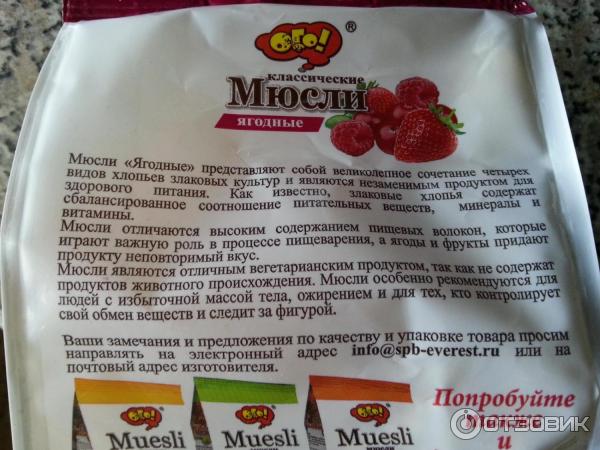 ОГО!
®
классические
Мюсли
ягодные
Мюсли «Ягодные» представляют собой великолепное сочетание четырех
видов хлопьев злаковых культур и являются незаменимым продуктом для
здорового питания. Как известно, злаковые хлопья содержат
сбалансированное соотношение питательных веществ, минералы и
витамины.
Мюсли отличаются высоким содержанием пищевых волокон, которые
играют важную роль в процессе пищеварения, а ягоды и фрукты придают
продукту неповторимый вкус.
Мюсли являются отличным вегетарианским продуктом, так как не содержат
продуктов животного происхождения. Мюсли особенно рекомендуются для
людей с избыточной массой тела, ожирением и для тех, кто контролирует
свой обмен веществ и следит за фигурой.
Ваши замечания и предложения по качеству и упаковке товара просим
направлять на электронный адрес info@spb-everest.ru или на
почтовый адрес изготовителя.
ОГО! ОГО! ОГО!
Muesli Muesli Muesli
мюсли мюсли мюсли
Попробуйте
также
и
ОТЗОВИК